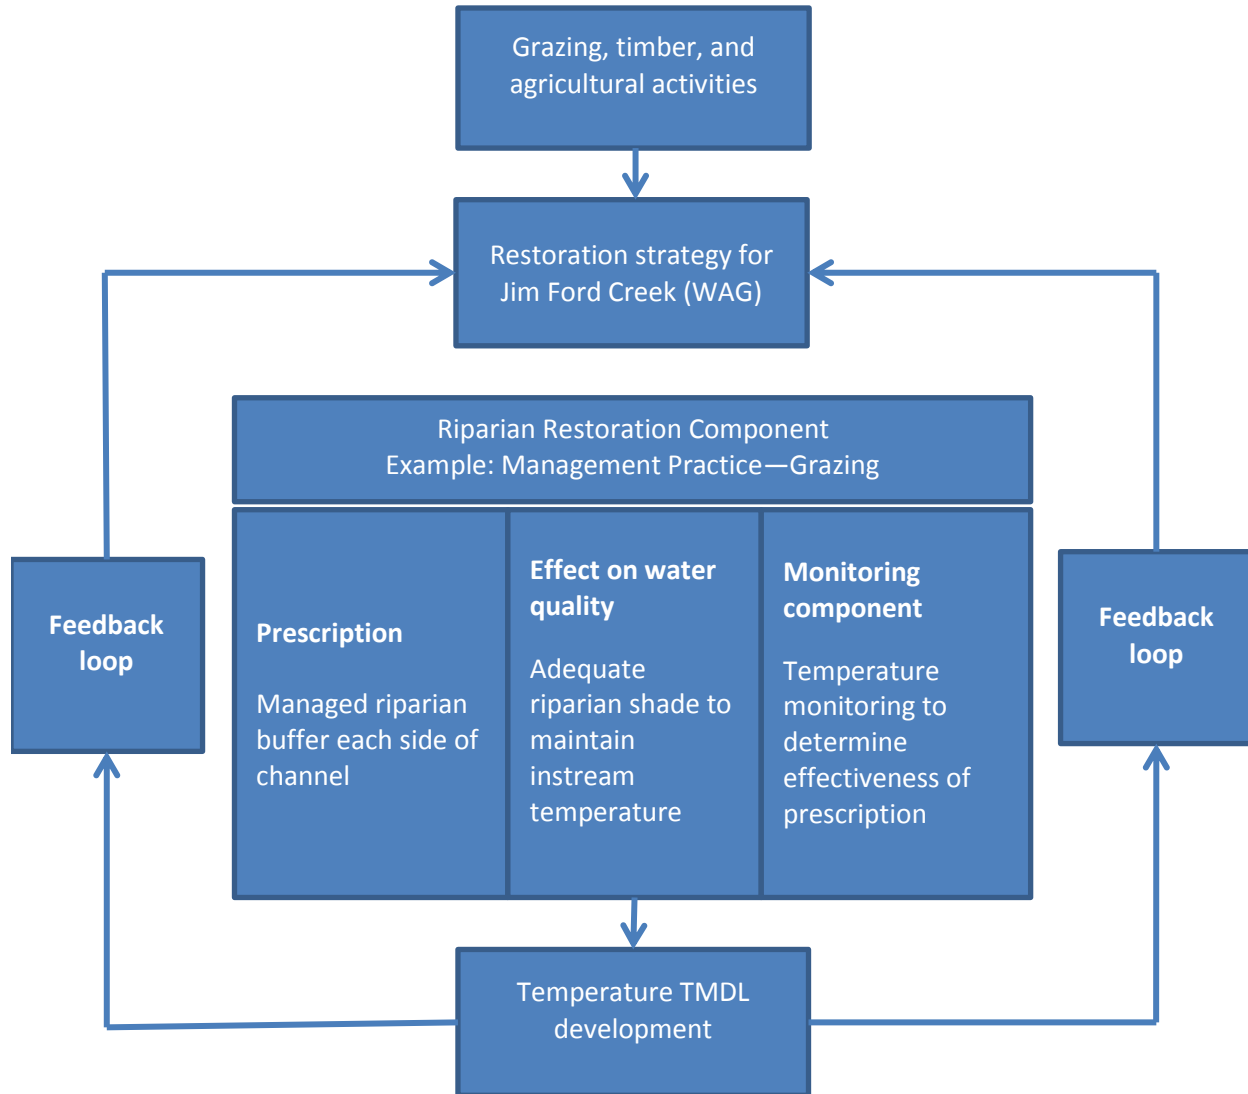 Grazing, timber, and
agricultural activities
Restoration strategy for
Jim Ford Creek (WAG)
Riparian Restoration Component
Example: Management Practice—Grazing
Feedback
loop
Prescription
Managed riparian
buffer each side of
channel
Effect on water
quality
Adequate
riparian shade to
maintain
instream
temperature
Monitoring
component
Temperature
monitoring to
determine
effectiveness of
prescription
Feedback
loop
Temperature TMDL
development